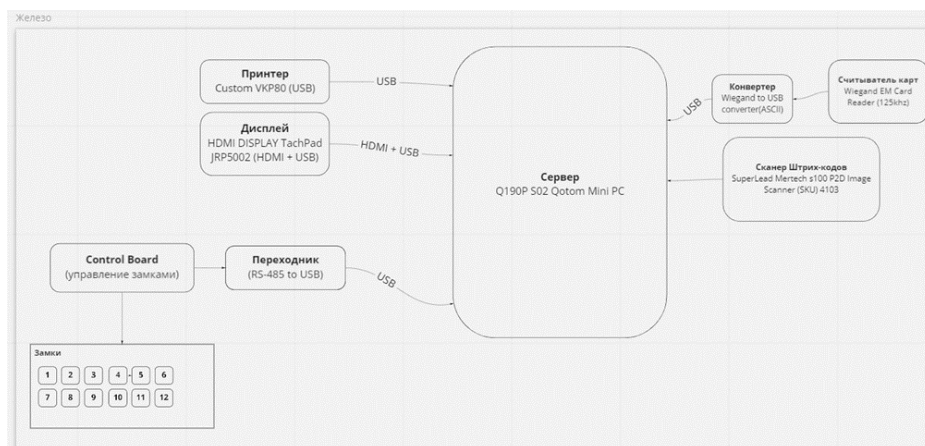 Железо
Принтер
Custom VKP80 (USB)
USB
Дисплей
HDMI DISPLAY TachPad
JRP5002 (HDMI + USB)
HDMI + USB
Сервер
Q190P S02 Qotom Mini PC
USB
Конвертер
Wiegand to USB
converter(ASCII)
Считыватель карт
Wiegand EM Card
Reader (125khz)
Сканер Штрих-кодов
SuperLead Mertech s100 P2D Image
Scanner (SKU) 4103
Control Board
(управление замками)
Переходник
(RS-485 to USB)
USB
Замки
1 2 3 4 5 6
7 8 9 10 11 12